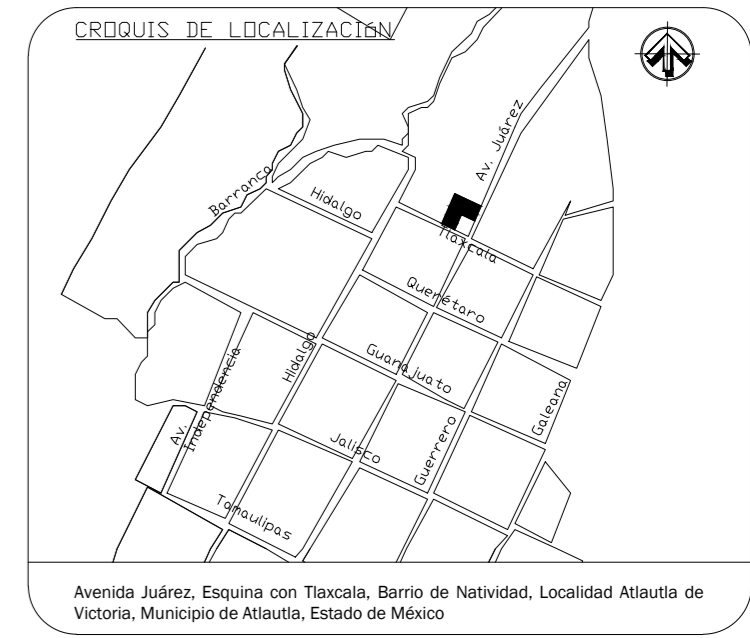 CROQUIS DE LOCALIZACIóN
Av. Juárez
Barranca
Hidalgo
Tlaxcala
Querétaro
Hidalgo
Guanajuato
Av. Independencia
Galeana
Jalisco
Guerrero
Tamaulipas
Avenida Juárez, Esquina con Tlaxcala, Barrio de Natividad, Localidad Atlautla de
Victoria, Municipio de Atlautla, Estado de México